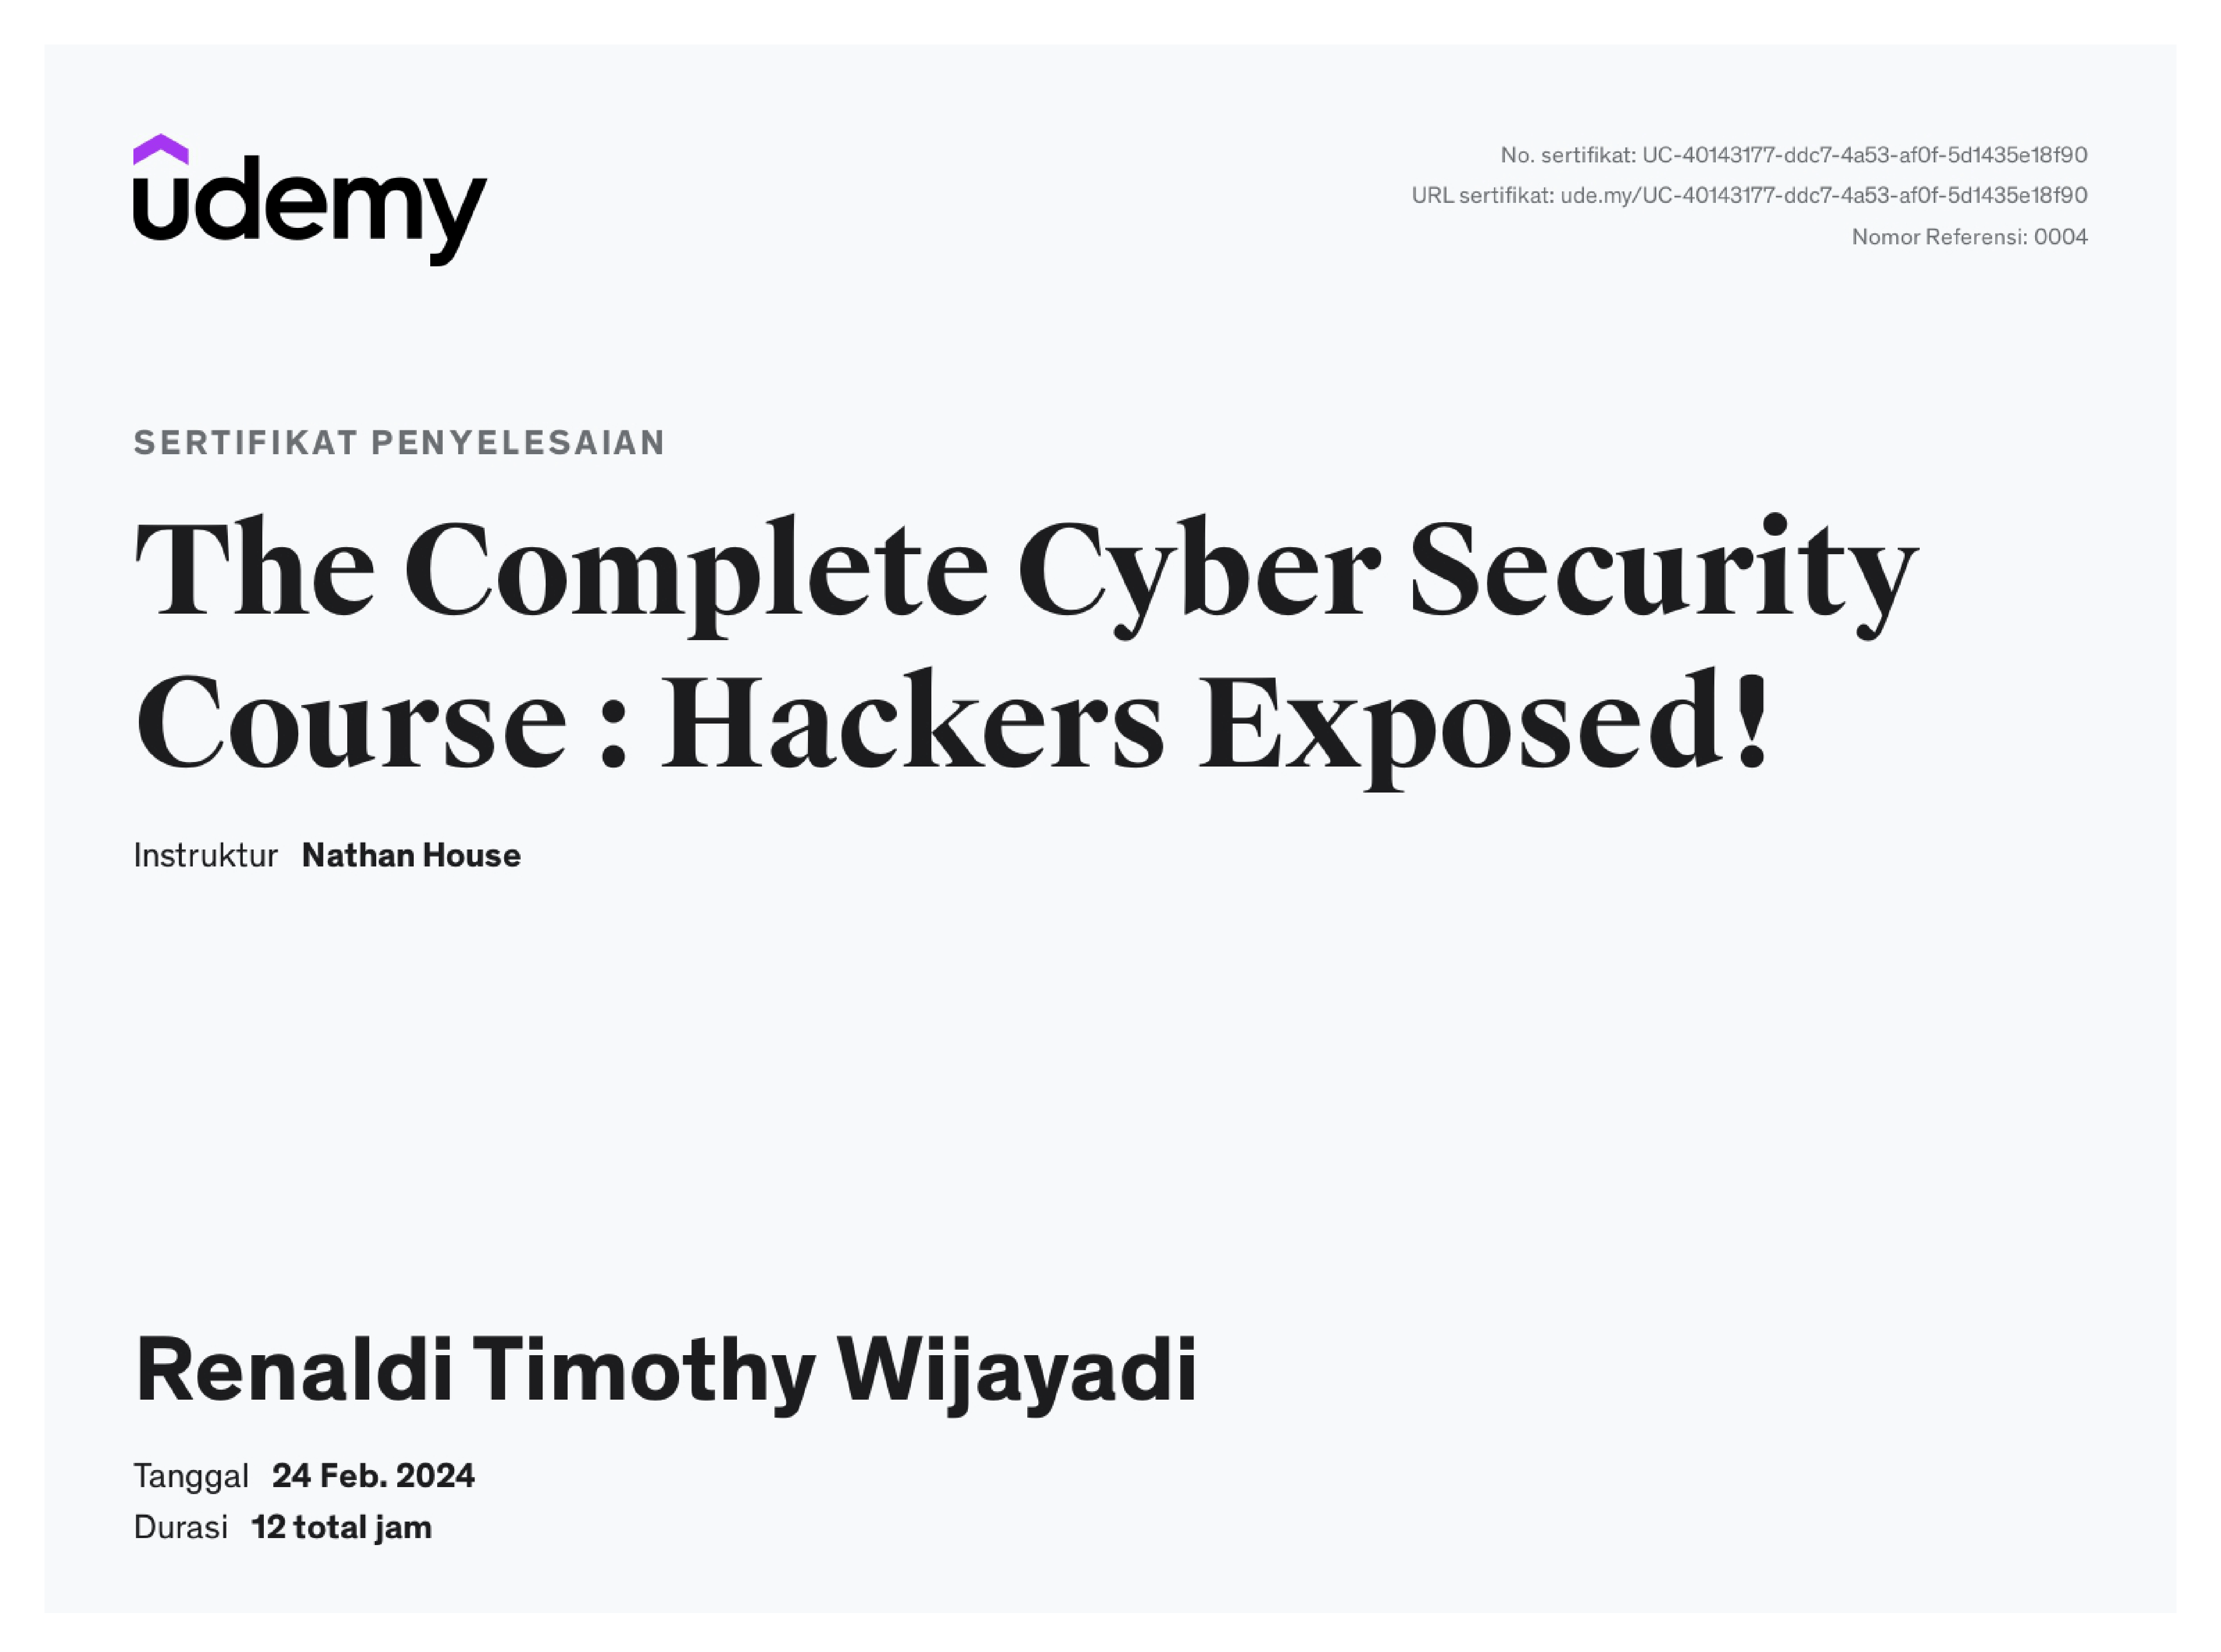 udemy
No. sertifikat: UC-40143177-ddc7-4a53-af0f-5d1435e18f90
URL sertifikat: ude.my/UC-40143177-ddc7-4a53-af0f-5d1435e18f90
Nomor Referensi: 0004
SERTIFIKAT PENYELESAIAN
The Complete Cyber Security
Course : Hackers Exposed!
Instruktur Nathan House
Renaldi Timothy Wijayadi
Tanggal 24 Feb. 2024
Durasi 12 total jam